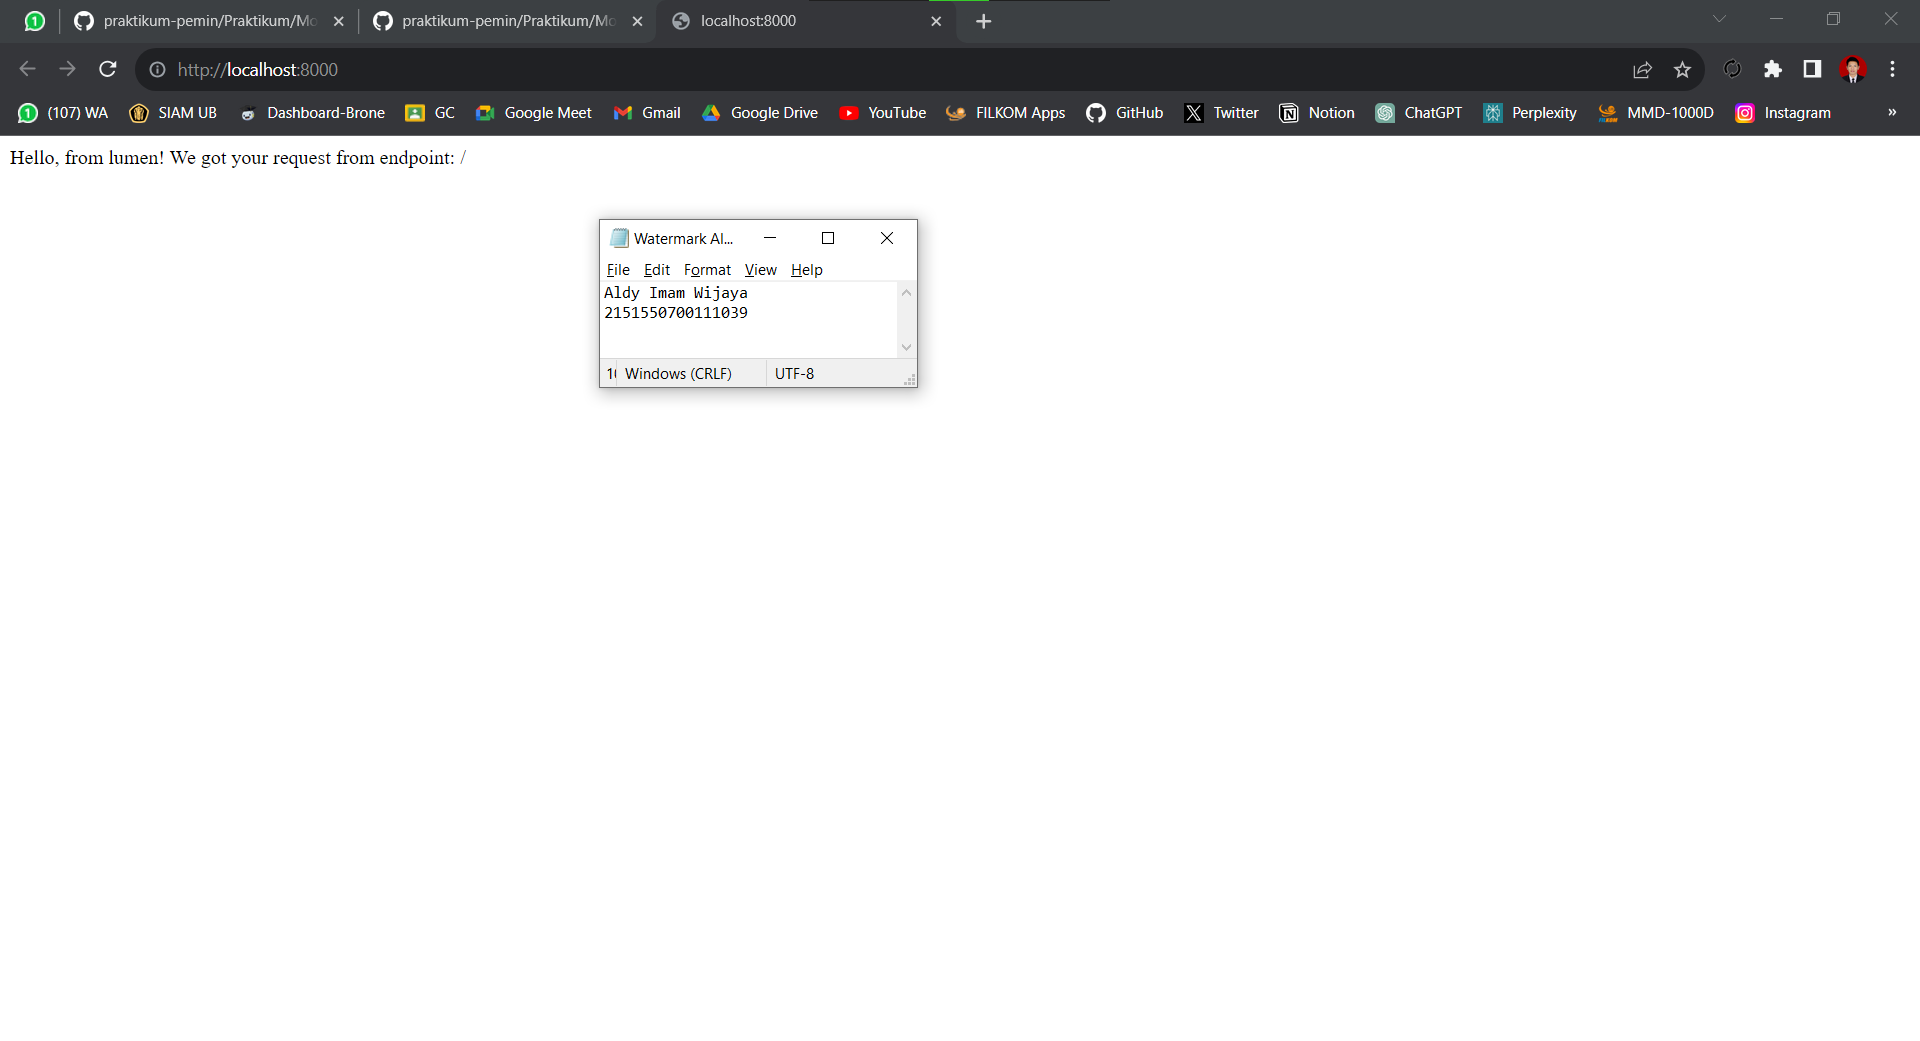 praktikum-pemin/Praktikum/Mo
praktikum-pemin/Praktikum/Mo
localhost:8000
http://localhost:8000
(107) WA
SIAM UB
Dashboard-Brone
GC
Google Meet
Gmail
Google Drive
YouTube
FILKOM Apps
GitHub
Twitter
Notion
ChatGPT
Perplexity
MMD-1000D
Instagram
»
Hello, from lumen! We got your request from endpoint: /
Watermark Al...
File Edit Format View Help
Aldy Imam Wijaya
2151550700111039
Windows (CRLF)
UTF-8